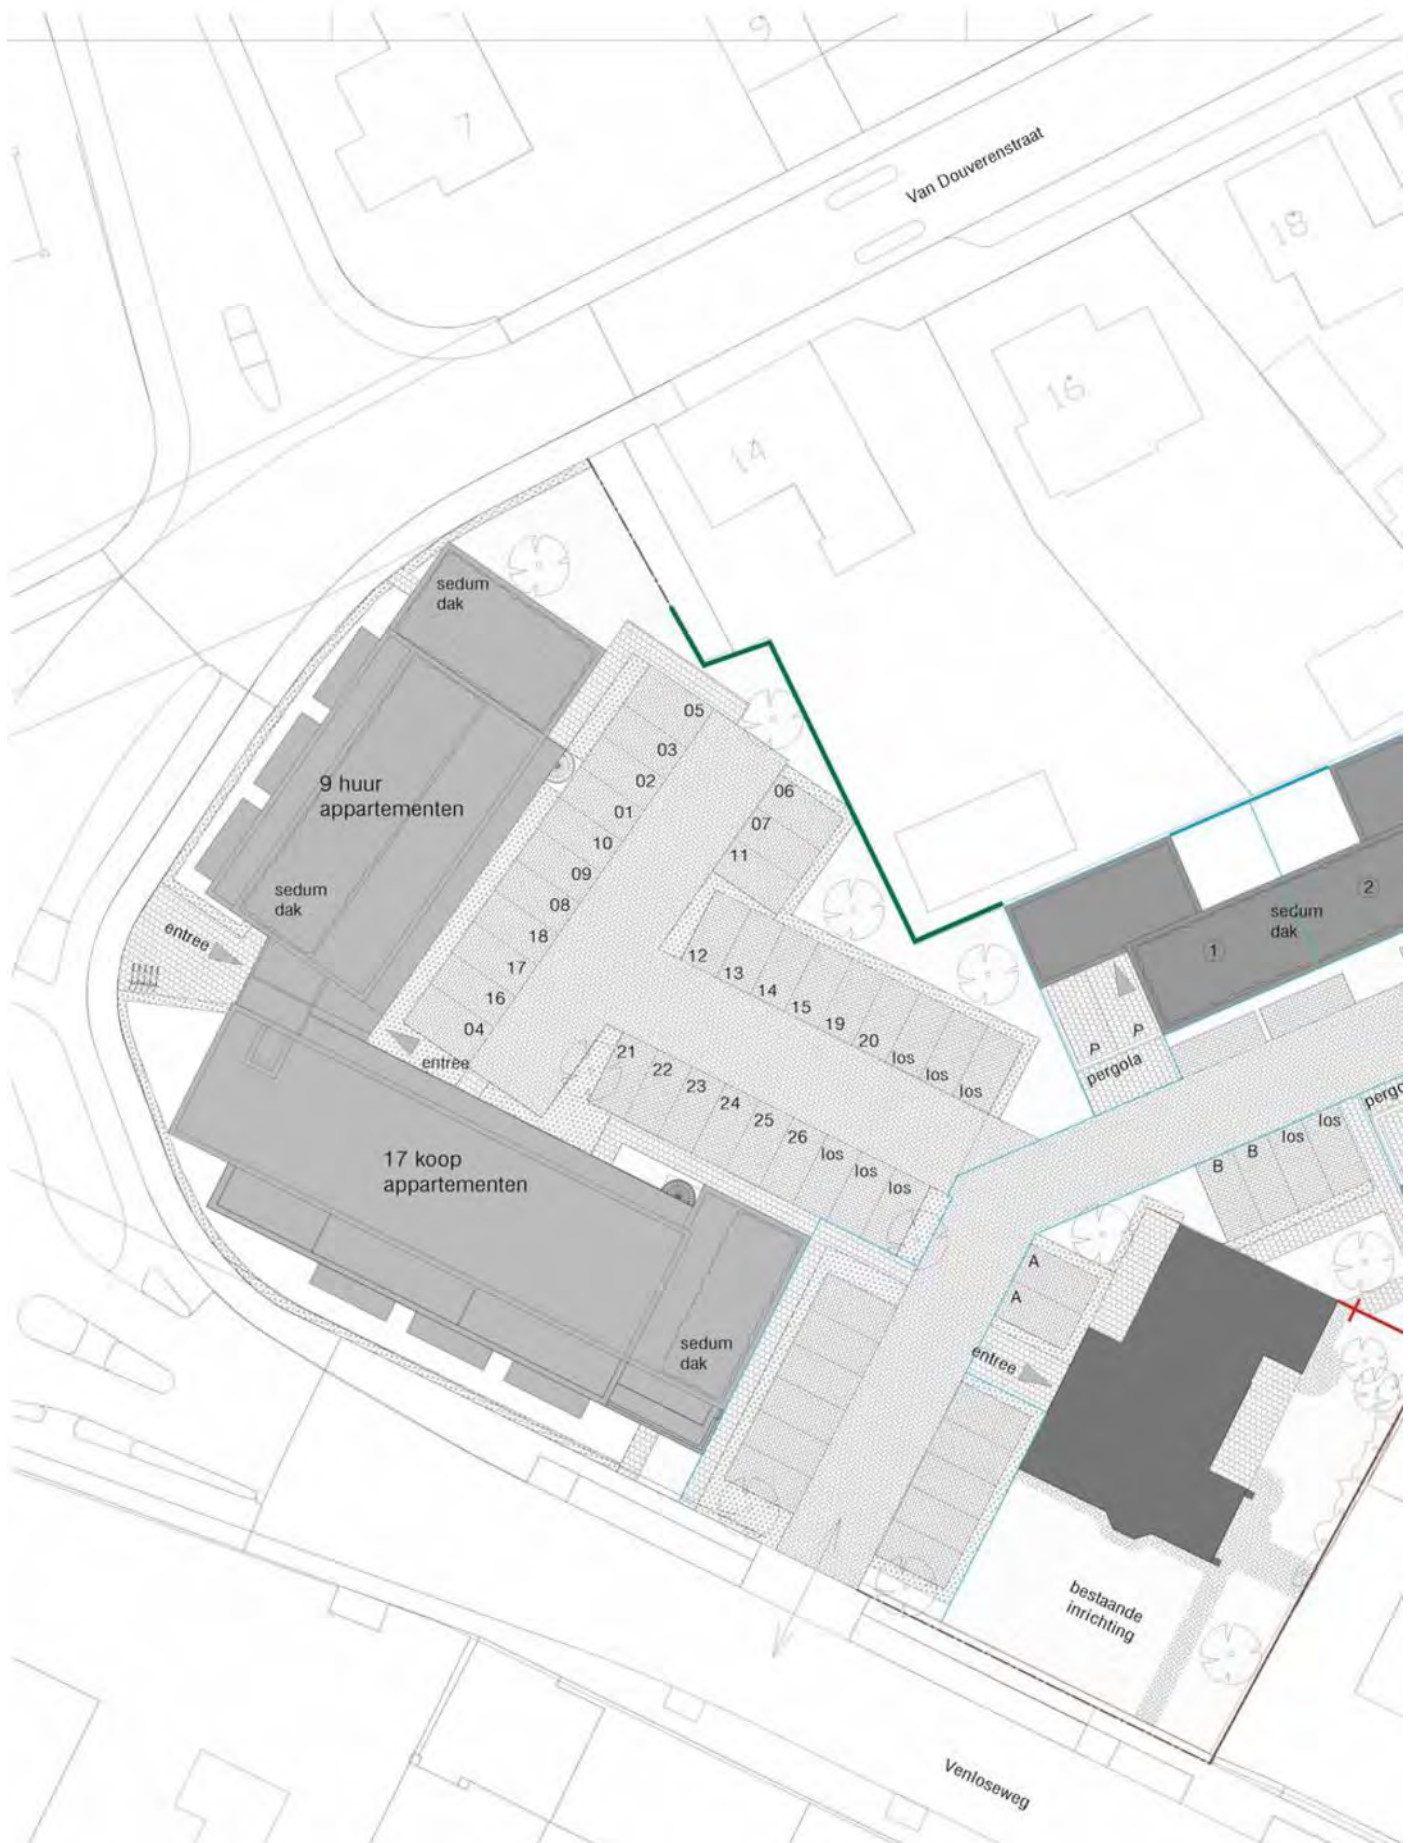 9
7
Van Douverenstraat
18
16
14
sedum
dak
05
03
02
01
10
09
08
18
17
16
04
06
07
11
9 huur
appartementen
sedum
dak
entree
entree
12
13
14
15
19
20
los
los
los
21
22
23
24
25
26
los
los
los
1
2
sedum
dak
P
P
pergola
B
B
los
los
17 koop
appartementen
sedum
dak
A
A
entree
bestaande
inrichting
Venloseweg